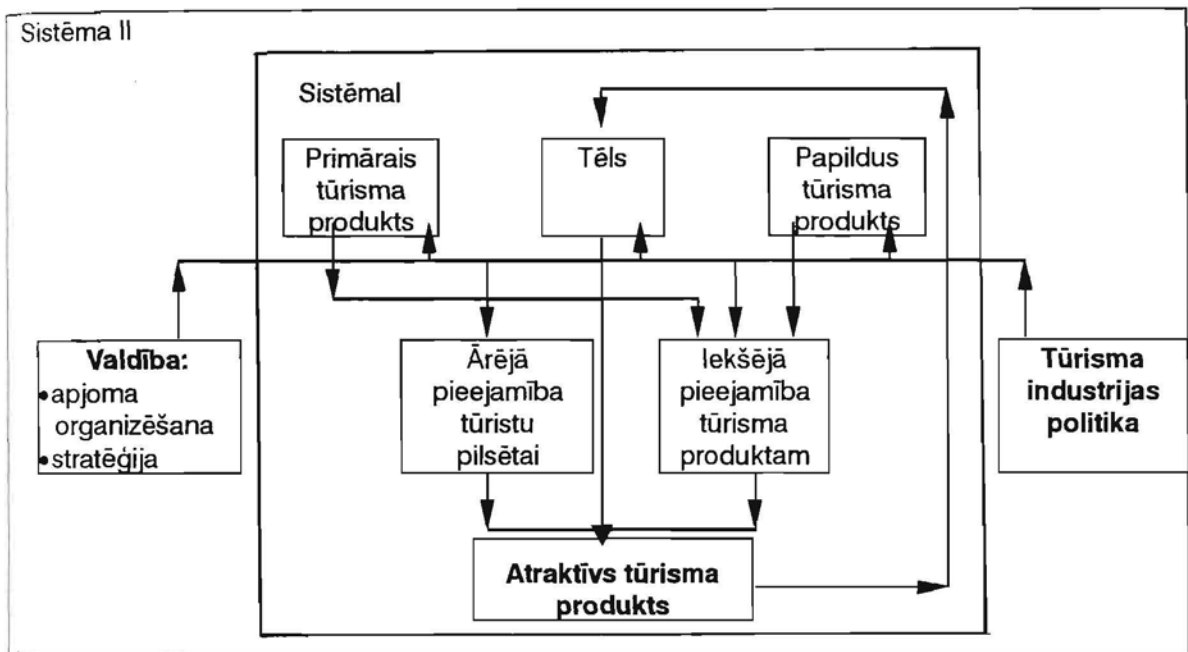 Sistēma II
Sistēmal
Primārais
tūrisma
produkts
Tēls
Papildus
tūrisma
produkts
Valdība:
•apjoma
organizēšana
•stratēģija
Ārējā
pieejamība
tūristu
pilsētai
Iekšējā
pieejamība
tūrisma
produktam
Tūrisma
industrijas
politika
Atraktīvs tūrisma
produkts